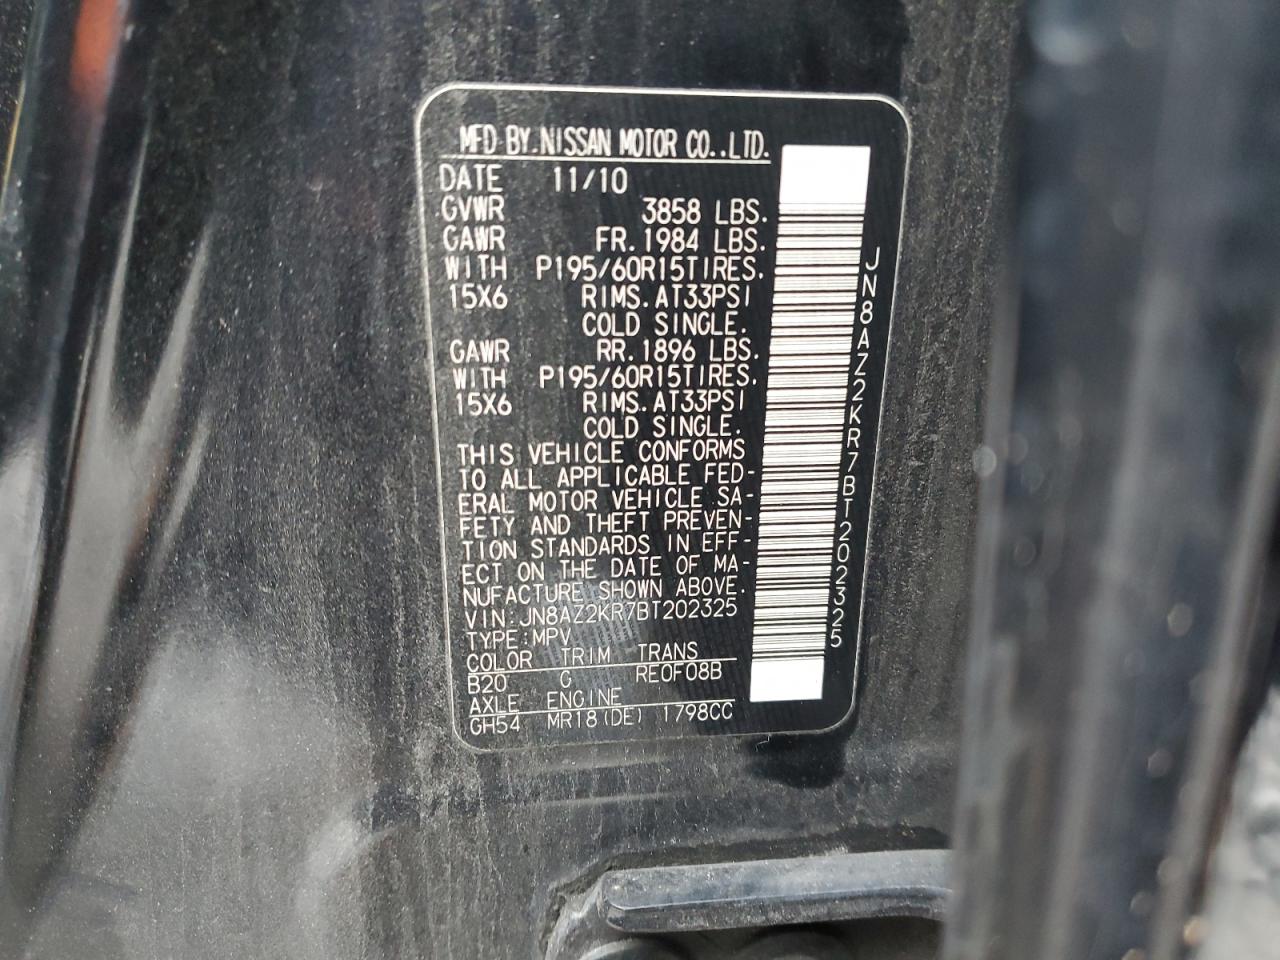 MFD BY.NISSAN MOTOR CO.,LTD.
DATE 11/10
GVWR 3858 LBS.
GAWR FR.1984 LBS.
WITH P195/60R15TIRES.
15X6 RIMS.AT33PSI
COLD SINGLE.
GAWR RR.1896 LBS.
WITH P195/60R15TIRES.
15X6 RIMS.AT33PSI
COLD SINGLE.
THIS VEHICLE CONFORMS
TO ALL APPLICABLE FED-
ERAL MOTOR VEHICLE SA-
FETY AND THEFT PREVEN-
TION STANDARDS IN EFF-
ECT ON THE DATE OF MA-
NUFACTURE SHOWN ABOVE.
VIN:JN8AZ2KR7BT202325
TYPE:MPV
COLOR TRIM TRANS
B20 G RE0F08B
AXLE ENGINE
GH54 MR18(DE) 1798CC
JN8AZ2KR7BT202325